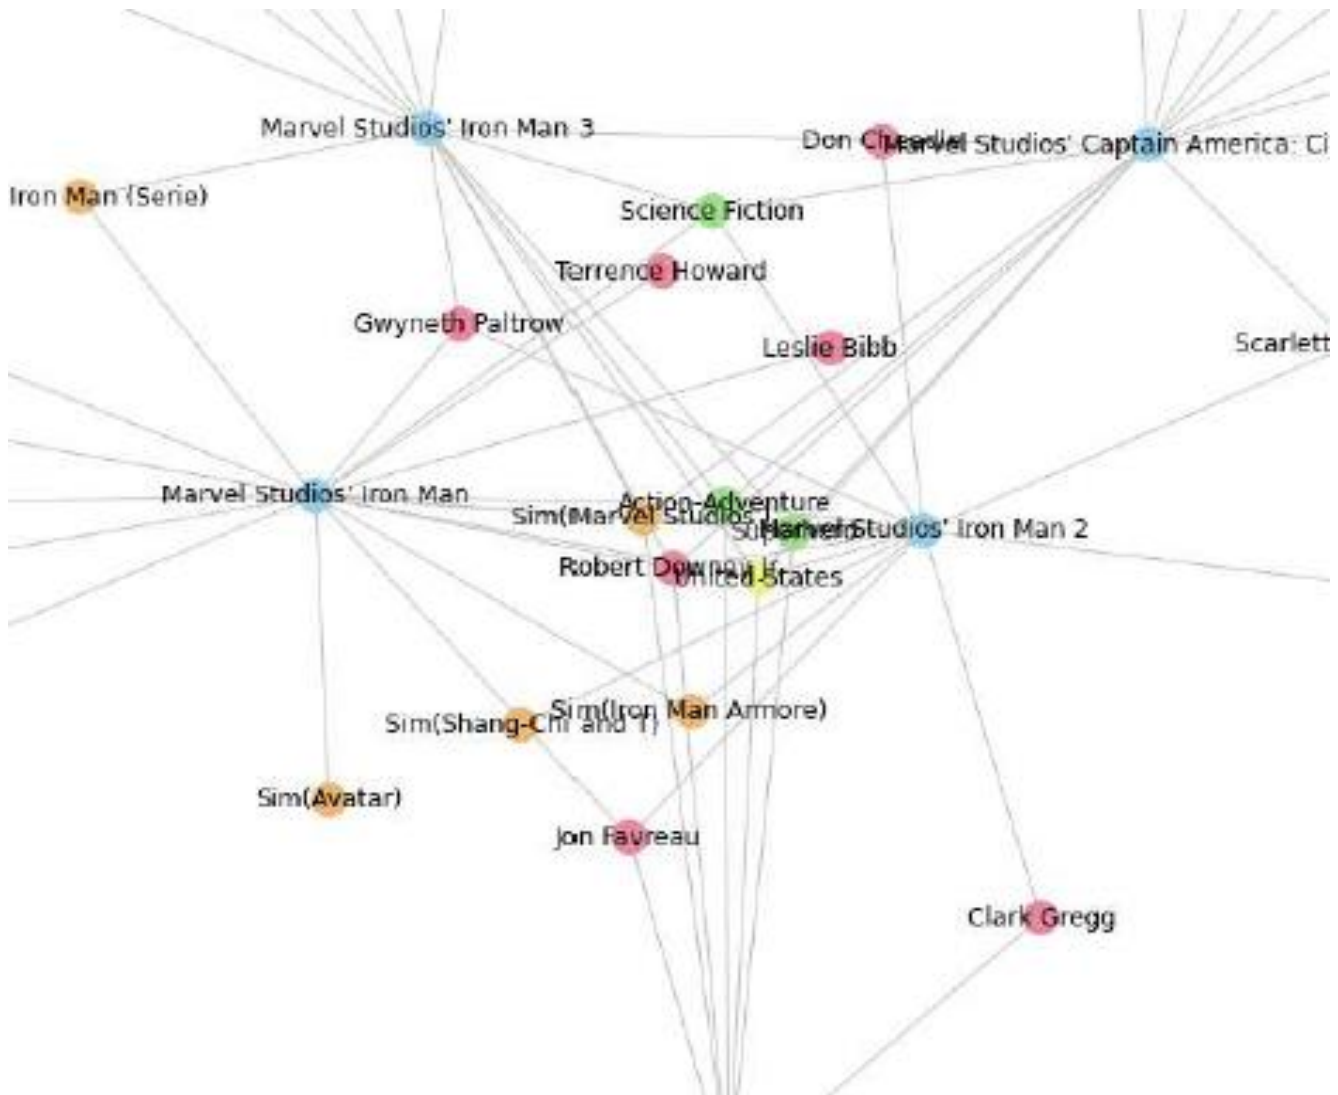 Marvel Studios' Iron Man 3
Don Cheadle
Marvel Studios' Captain America: Ci
Iron Man (Serie)
Science Fiction
Terrence Howard
Gwyneth Paltrow
Leslie Bibb
Scarlett
Marvel Studios' Iron Man
Action-Adventure
Sim(Marvel Studios
Marvel Studios' Iron Man 2
Robert Downey Jr.
United States
Sim(Iron Man Armore)
Sim(Shang-Chi and T)
Sim(Avatar)
Jon Favreau
Clark Gregg